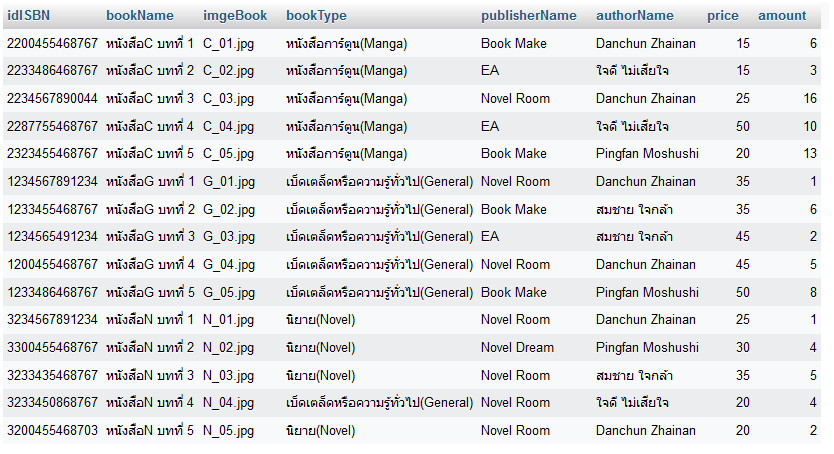 idISBN bookName imgeBook bookType publisherName authorName price amount
2200455468767 หนังสือC บทที่ 1 C_01.jpg หนังสือการ์ตูน(Manga) Book Make Danchun Zhainan 15 6
2233486468767 หนังสือC บทที่ 2 C_02.jpg หนังสือการ์ตูน(Manga) EA ใจดี ไม่เสียใจ 15 3
2234567890044 หนังสือC บทที่ 3 C_03.jpg หนังสือการ์ตูน(Manga) Novel Room Danchun Zhainan 25 16
2287755468767 หนังสือC บทที่ 4 C_04.jpg หนังสือการ์ตูน(Manga) EA ใจดี ไม่เสียใจ 50 10
2323455468767 หนังสือC บทที่ 5 C_05.jpg หนังสือการ์ตูน(Manga) Book Make Pingfan Moshushi 20 13
1234567891234 หนังสือG บทที่ 1 G_01.jpg เบ็ดเตล็ดหรือความรู้ทั่วไป(General) Novel Room Danchun Zhainan 35 1
1233455468767 หนังสือG บทที่ 2 G_02.jpg เบ็ดเตล็ดหรือความรู้ทั่วไป(General) Book Make สมชาย ใจกล้า 35 6
1234565491234 หนังสือG บทที่ 3 G_03.jpg เบ็ดเตล็ดหรือความรู้ทั่วไป(General) EA สมชาย ใจกล้า 45 2
1200455468767 หนังสือG บทที่ 4 G_04.jpg เบ็ดเตล็ดหรือความรู้ทั่วไป(General) Novel Room Danchun Zhainan 45 5
1233486468767 หนังสือG บทที่ 5 G_05.jpg เบ็ดเตล็ดหรือความรู้ทั่วไป(General) Book Make Pingfan Moshushi 50 8
3234567891234 หนังสือN บทที่ 1 N_01.jpg นิยาย(Novel) Novel Room Danchun Zhainan 25 1
3300455468767 หนังสือN บทที่ 2 N_02.jpg นิยาย(Novel) Novel Dream Pingfan Moshushi 30 4
3233435468767 หนังสือN บทที่ 3 N_03.jpg นิยาย(Novel) Novel Room สมชาย ใจกล้า 35 5
3233450868767 หนังสือN บทที่ 4 N_04.jpg เบ็ดเตล็ดหรือความรู้ทั่วไป(General) Novel Room ใจดี ไม่เสียใจ 20 4
3200455468703 หนังสือN บทที่ 5 N_05.jpg นิยาย(Novel) Novel Room Danchun Zhainan 20 2